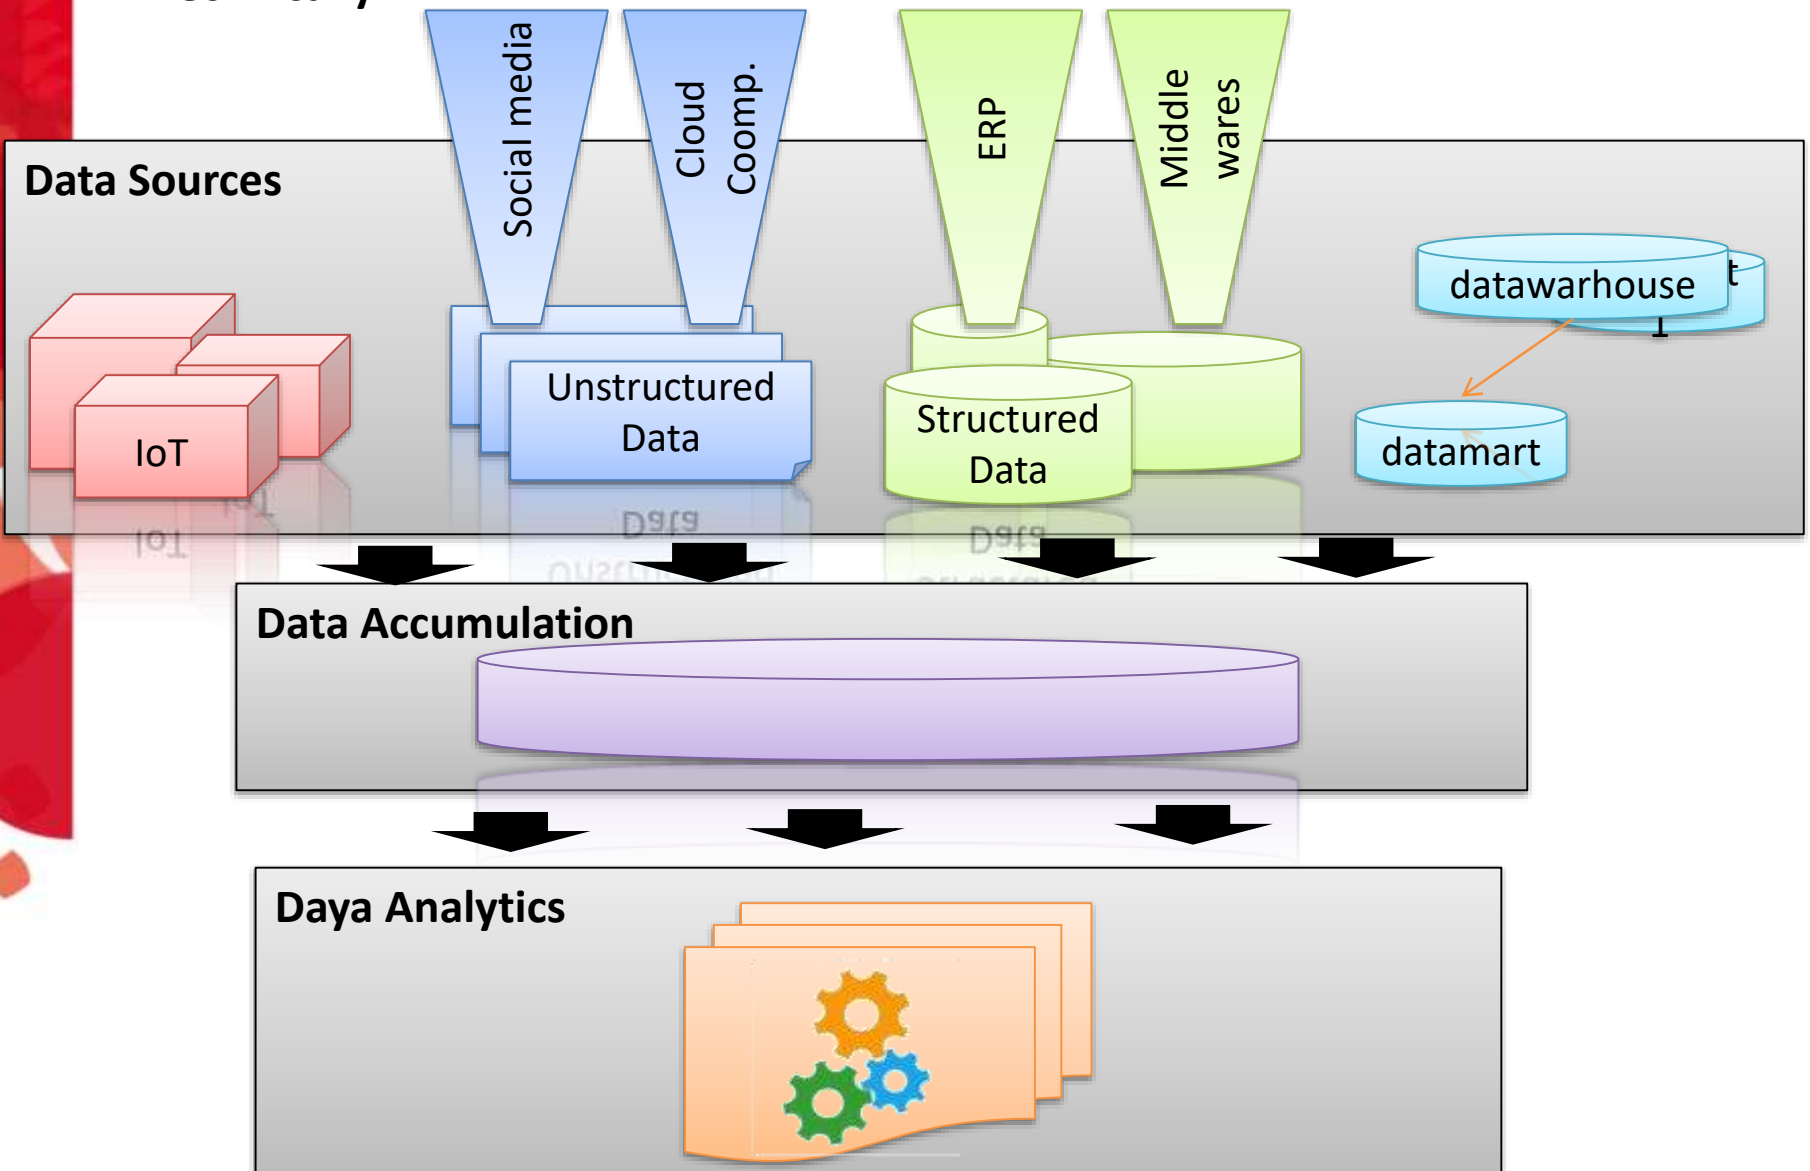 Social media
Cloud
Coomp.
ERP
Middle
wares
Data Sources
datawarhouse
IoT
Unstructured
Data
Structured
Data
datamart
Data Accumulation
Daya Analytics